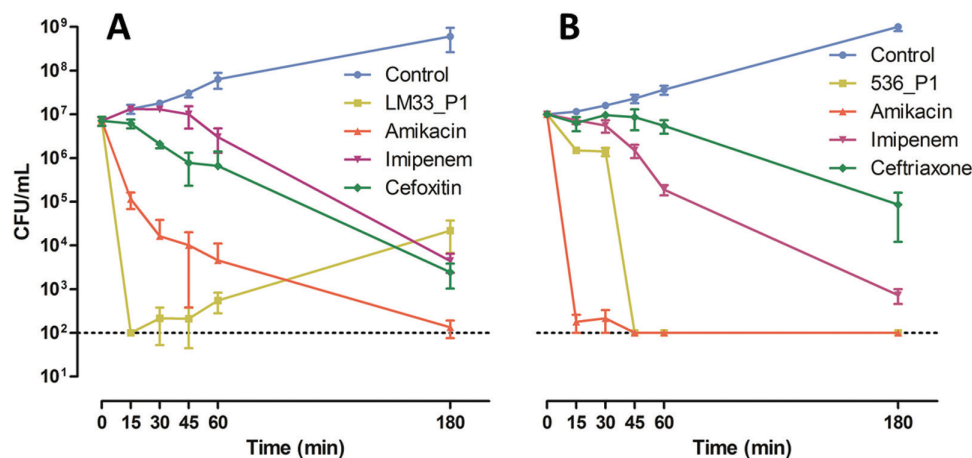 A
B
CFU/mL
10⁹
10⁸
10⁷
10⁶
10⁵
10⁴
10³
10²
10¹
Control
LM33_P1
Amikacin
Imipenem
Cefoxitin
0 15 30 45 60 180
Time (min)
Control
536_P1
Amikacin
Imipenem
Ceftriaxone
0 15 30 45 60 180
Time (min)